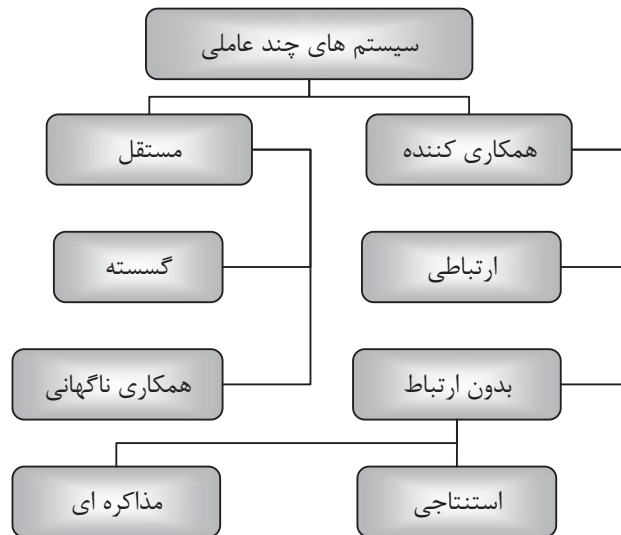 سیستم های چند عاملی
همکاری کننده
مستقل
ارتباطی
گسسته
بدون ارتباط
همکاری ناگهانی
استنتاجی
مذاکره ای